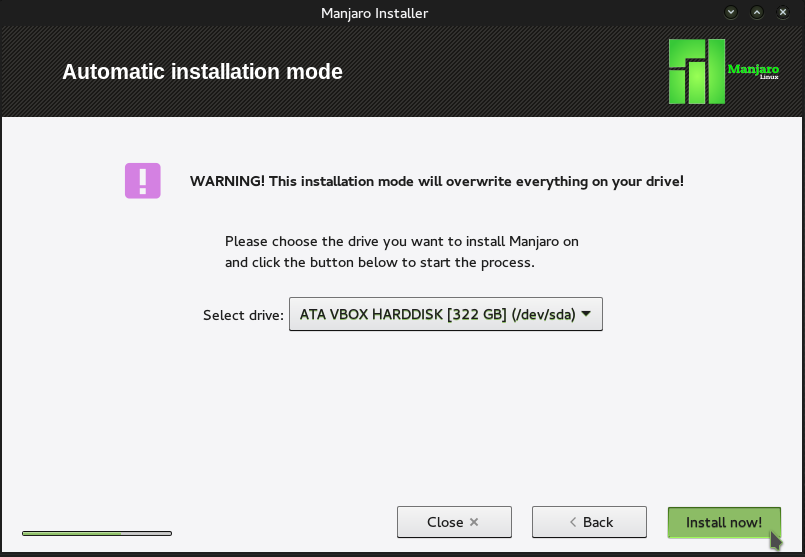 Manjaro Installer
Automatic installation mode
Manjaro
Linux
WARNING! This installation mode will overwrite everything on your drive!
Please choose the drive you want to install Manjaro on
and click the button below to start the process.
Select drive: ATA VBOX HARDDISK [322 GB] (/dev/sda)
Close Back Install now!